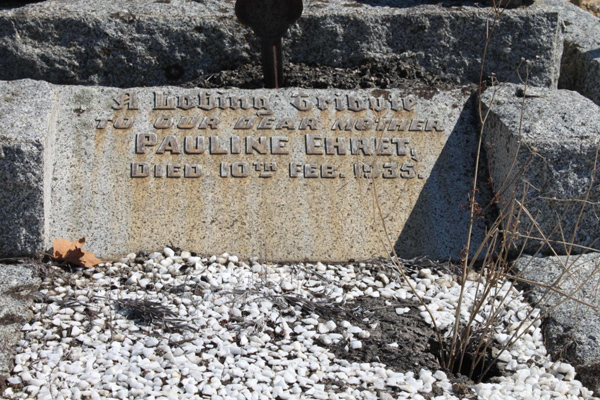 A Loving Tribute
TO OUR DEAR MOTHER
PAULINE EHRET,
DIED 10TH FEB. 1935.